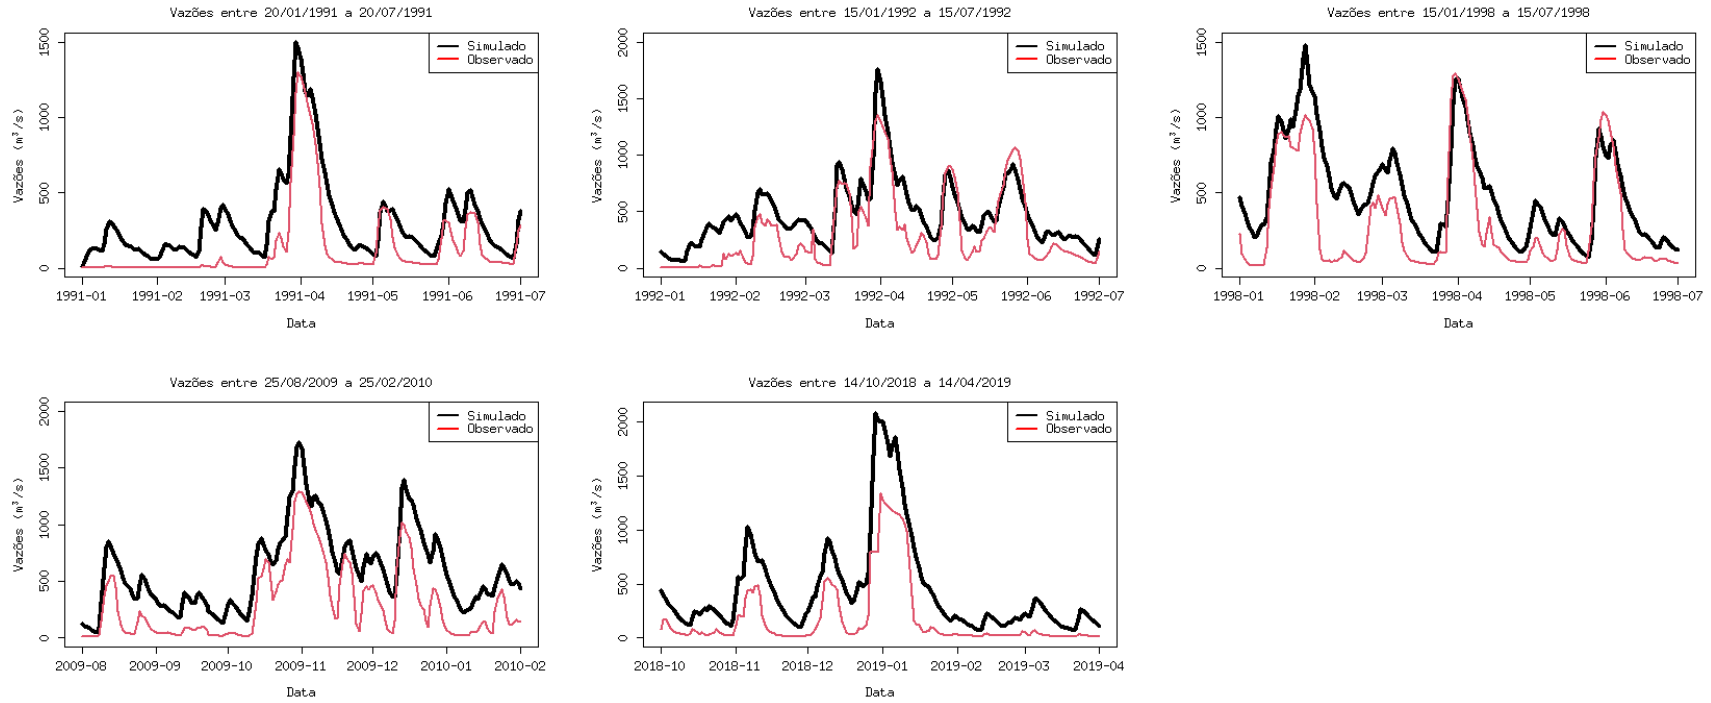 Vazões entre 20/01/1991 a 20/07/1991
Vazões (m³/s)
0
500
1000
1500
Simulado
Observado
1991-01
1991-02
1991-03
1991-04
1991-05
1991-06
1991-07
Data
Vazões entre 15/01/1992 a 15/07/1992
Vazões (m³/s)
0
500
1000
1500
2000
Simulado
Observado
1992-01
1992-02
1992-03
1992-04
1992-05
1992-06
1992-07
Data
Vazões entre 15/01/1998 a 15/07/1998
Vazões (m³/s)
0
500
1000
1500
Simulado
Observado
1998-01
1998-02
1998-03
1998-04
1998-05
1998-06
1998-07
Data
Vazões entre 25/08/2009 a 25/02/2010
Vazões (m³/s)
0
500
1000
1500
2000
Simulado
Observado
2009-08
2009-09
2009-10
2009-11
2009-12
2010-01
2010-02
Data
Vazões entre 14/10/2018 a 14/04/2019
Vazões (m³/s)
0
500
1000
1500
2000
Simulado
Observado
2018-10
2018-11
2018-12
2019-01
2019-02
2019-03
2019-04
Data